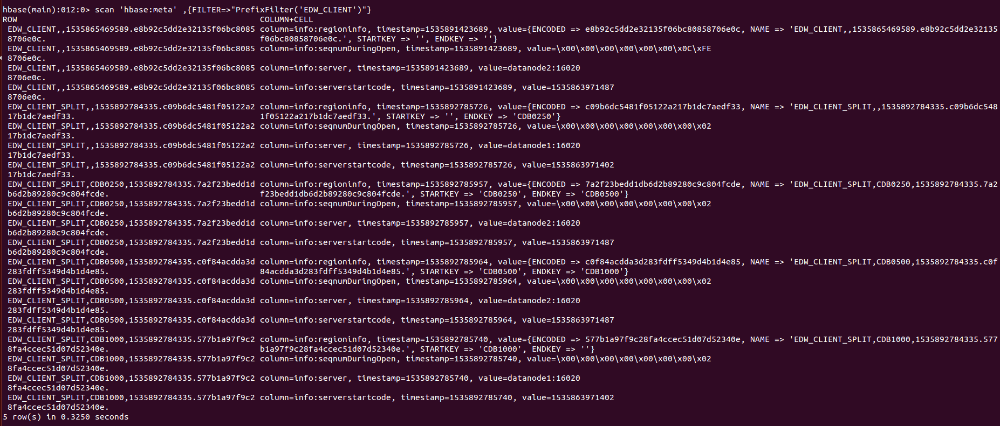 hbase(main):012:0> scan 'hbase:meta' ,{FILTER=>"PrefixFilter('EDW_CLIENT')"}
ROW                                                  COLUMN+CELL
 EDW_CLIENT,,1535865469589.e8b92c5dd2e32135f06bc8085 column=info:regioninfo, timestamp=1535891423689, value={ENCODED => e8b92c5dd2e32135f06bc80858706e0c, NAME => 'EDW_CLIENT,,1535865469589.e8b92c5dd2e32135
 8706e0c.                                            f06bc80858706e0c.', STARTKEY => '', ENDKEY => ''}
 EDW_CLIENT,,1535865469589.e8b92c5dd2e32135f06bc8085 column=info:seqnumDuringOpen, timestamp=1535891423689, value=\x00\x00\x00\x00\x00\x00\x0C\xFE
 8706e0c.
 EDW_CLIENT,,1535865469589.e8b92c5dd2e32135f06bc8085 column=info:server, timestamp=1535891423689, value=datanode2:16020
 8706e0c.
 EDW_CLIENT,,1535865469589.e8b92c5dd2e32135f06bc8085 column=info:serverstartcode, timestamp=1535891423689, value=1535863971487
 8706e0c.
 EDW_CLIENT_SPLIT,,1535892784335.c09b6dc5481f05122a2 column=info:regioninfo, timestamp=1535892785726, value={ENCODED => c09b6dc5481f05122a217b1dc7aedf33, NAME => 'EDW_CLIENT_SPLIT,,1535892784335.c09b6dc548
 17b1dc7aedf33.                                      1f05122a217b1dc7aedf33.', STARTKEY => '', ENDKEY => 'CDB0250'}
 EDW_CLIENT_SPLIT,,1535892784335.c09b6dc5481f05122a2 column=info:seqnumDuringOpen, timestamp=1535892785726, value=\x00\x00\x00\x00\x00\x00\x00\x02
 17b1dc7aedf33.
 EDW_CLIENT_SPLIT,,1535892784335.c09b6dc5481f05122a2 column=info:server, timestamp=1535892785726, value=datanode1:16020
 17b1dc7aedf33.
 EDW_CLIENT_SPLIT,,1535892784335.c09b6dc5481f05122a2 column=info:serverstartcode, timestamp=1535892785726, value=1535863971402
 17b1dc7aedf33.
 EDW_CLIENT_SPLIT,CDB0250,1535892784335.7a2f23bedd1d column=info:regioninfo, timestamp=1535892785957, value={ENCODED => 7a2f23bedd1db6d2b89280c9c804fcde, NAME => 'EDW_CLIENT_SPLIT,CDB0250,1535892784335.7a2
 b6d2b89280c9c804fcde.                               f23bedd1db6d2b89280c9c804fcde.', STARTKEY => 'CDB0250', ENDKEY => 'CDB0500'}
 EDW_CLIENT_SPLIT,CDB0250,1535892784335.7a2f23bedd1d column=info:seqnumDuringOpen, timestamp=1535892785957, value=\x00\x00\x00\x00\x00\x00\x00\x02
 b6d2b89280c9c804fcde.
 EDW_CLIENT_SPLIT,CDB0250,1535892784335.7a2f23bedd1d column=info:server, timestamp=1535892785957, value=datanode2:16020
 b6d2b89280c9c804fcde.
 EDW_CLIENT_SPLIT,CDB0250,1535892784335.7a2f23bedd1d column=info:serverstartcode, timestamp=1535892785957, value=1535863971487
 b6d2b89280c9c804fcde.
 EDW_CLIENT_SPLIT,CDB0500,1535892784335.c0f84acdda3d column=info:regioninfo, timestamp=1535892785964, value={ENCODED => c0f84acdda3d283fdff5349d4b1d4e85, NAME => 'EDW_CLIENT_SPLIT,CDB0500,1535892784335.c0f
 283fdff5349d4b1d4e85.                               84acdda3d283fdff5349d4b1d4e85.', STARTKEY => 'CDB0500', ENDKEY => 'CDB1000'}
 EDW_CLIENT_SPLIT,CDB0500,1535892784335.c0f84acdda3d column=info:seqnumDuringOpen, timestamp=1535892785964, value=\x00\x00\x00\x00\x00\x00\x00\x02
 283fdff5349d4b1d4e85.
 EDW_CLIENT_SPLIT,CDB0500,1535892784335.c0f84acdda3d column=info:server, timestamp=1535892785964, value=datanode2:16020
 283fdff5349d4b1d4e85.
 EDW_CLIENT_SPLIT,CDB0500,1535892784335.c0f84acdda3d column=info:serverstartcode, timestamp=1535892785964, value=1535863971487
 283fdff5349d4b1d4e85.
 EDW_CLIENT_SPLIT,CDB1000,1535892784335.577b1a97f9c2 column=info:regioninfo, timestamp=1535892785740, value={ENCODED => 577b1a97f9c28fa4ccec51d07d52340e, NAME => 'EDW_CLIENT_SPLIT,CDB1000,1535892784335.577
 8fa4ccec51d07d52340e.                               b1a97f9c28fa4ccec51d07d52340e.', STARTKEY => 'CDB1000', ENDKEY => ''}
 EDW_CLIENT_SPLIT,CDB1000,1535892784335.577b1a97f9c2 column=info:seqnumDuringOpen, timestamp=1535892785740, value=\x00\x00\x00\x00\x00\x00\x00\x02
 8fa4ccec51d07d52340e.
 EDW_CLIENT_SPLIT,CDB1000,1535892784335.577b1a97f9c2 column=info:server, timestamp=1535892785740, value=datanode1:16020
 8fa4ccec51d07d52340e.
 EDW_CLIENT_SPLIT,CDB1000,1535892784335.577b1a97f9c2 column=info:serverstartcode, timestamp=1535892785740, value=1535863971402
 8fa4ccec51d07d52340e.
5 row(s) in 0.3250 seconds